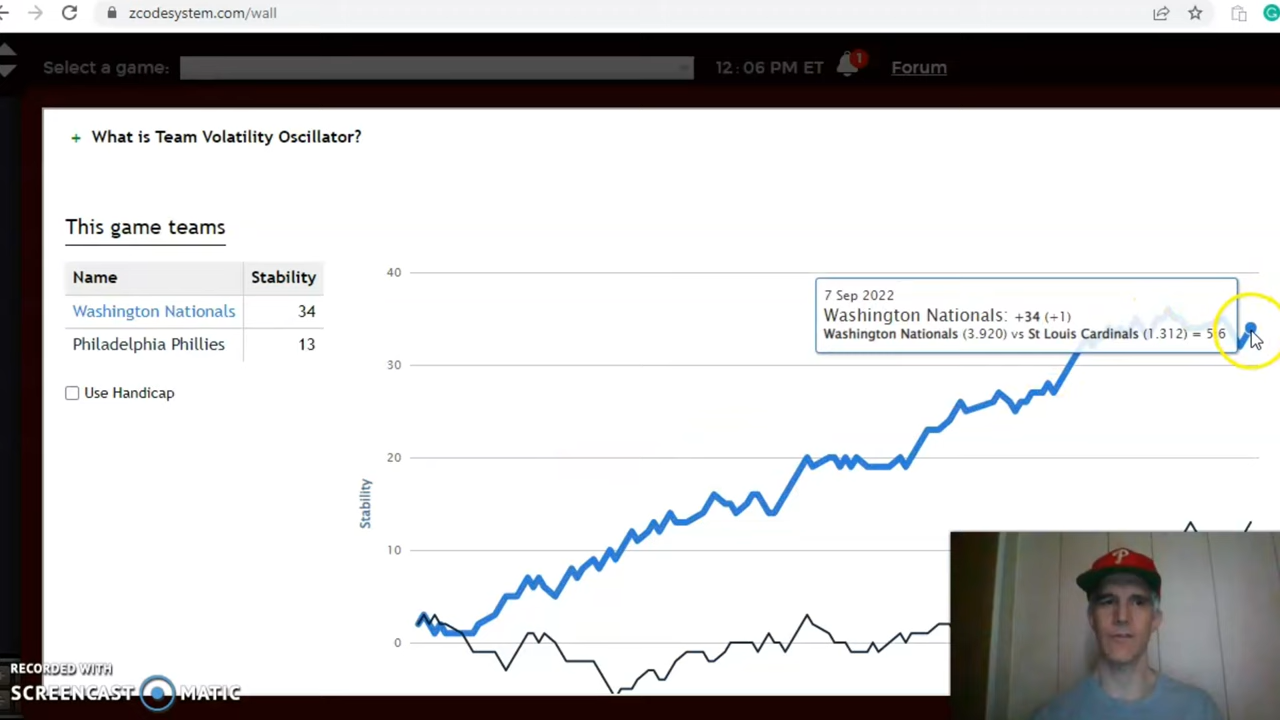 zcodesystem.com/wall
Select a game:
12:06 PM ET
1
Forum
+ What is Team Volatility Oscillator?
This game teams
Name Stability
Washington Nationals 34
Philadelphia Phillies 13
Use Handicap
40
7 Sep 2022
Washington Nationals: +34 (+1)
Washington Nationals (3.920) vs St Louis Cardinals (1.312) = 5:6
30
20
Stability
10
0
P
RECORDED WITH
SCREENCAST MATIC